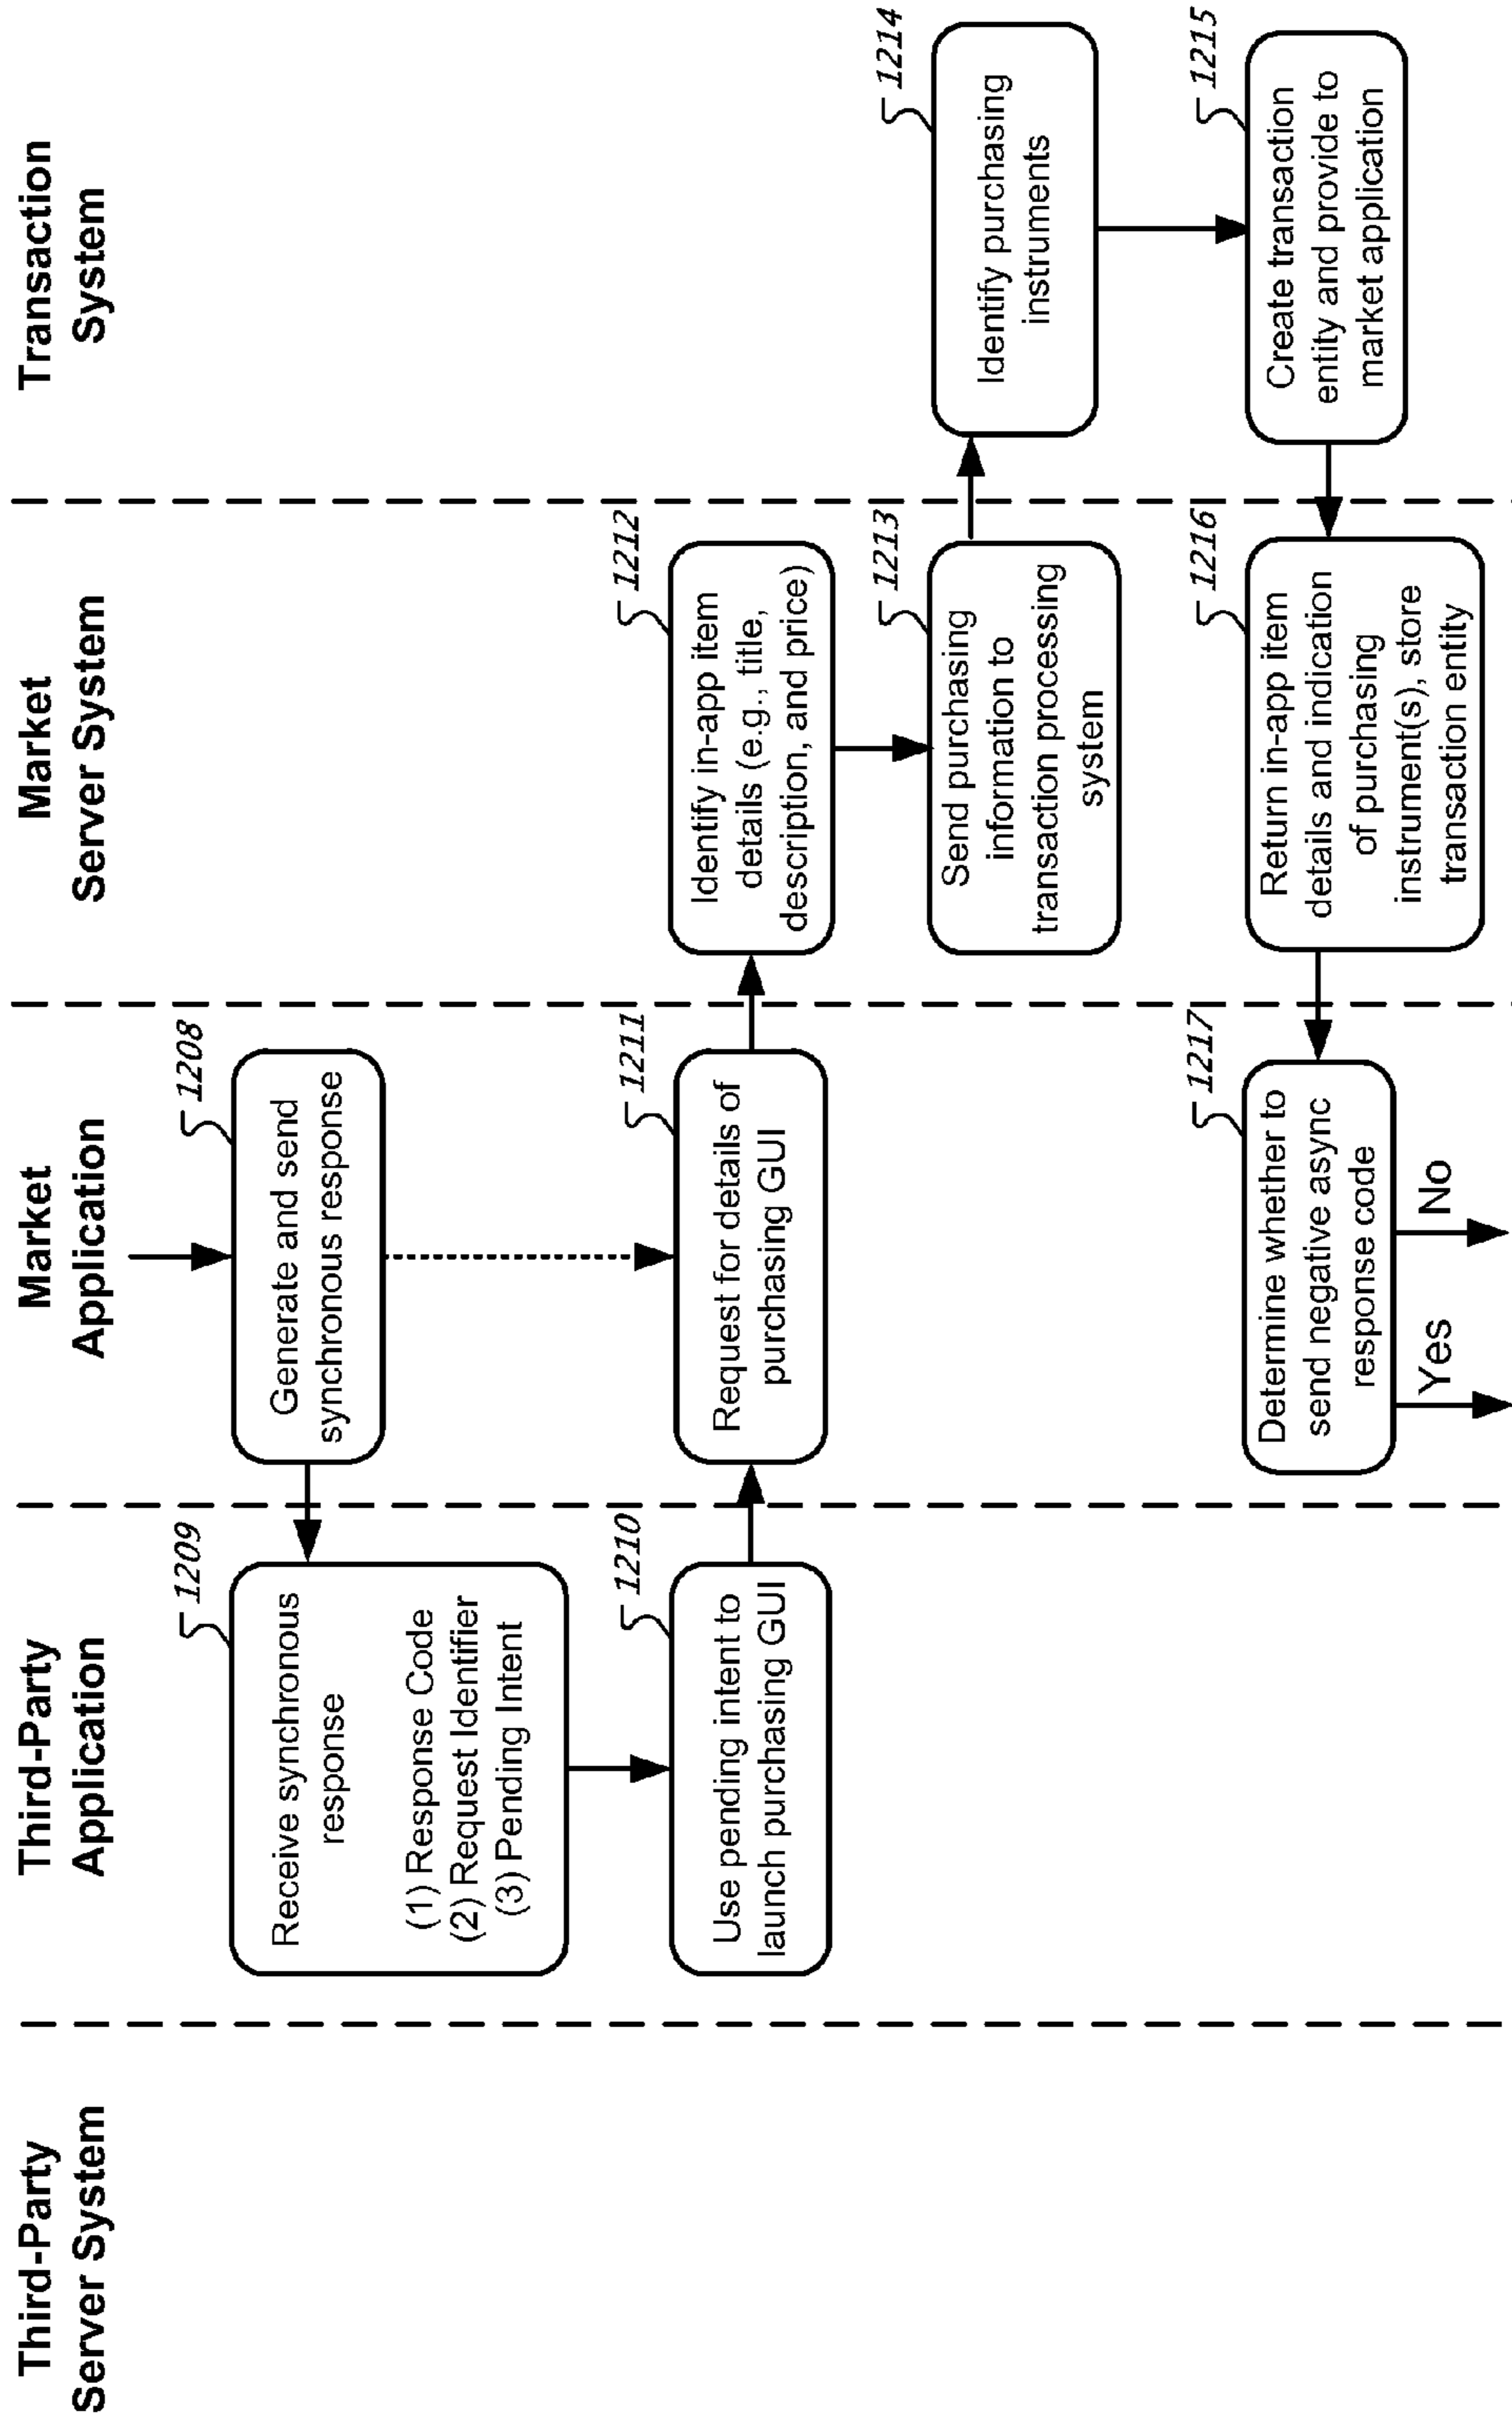 Third-Party
Server System
Third-Party
Application
Market
Application
Market
Server System
Transaction
System
1208
Generate and send
synchronous response
1209
Receive synchronous
response
(1) Response Code
(2) Request Identifier
(3) Pending Intent
1210
Use pending intent to
launch purchasing GUI
1211
Request for details of
purchasing GUI
1212
Identify in-app item
details (e.g., title,
description, and price)
1213
Send purchasing
information to
transaction processing
system
1214
Identify purchasing
instruments
1215
Create transaction
entity and provide to
market application
1216
Return in-app item
details and indication
of purchasing
instrument(s), store
transaction entity
1217
Determine whether to
send negative async
response code
Yes
No